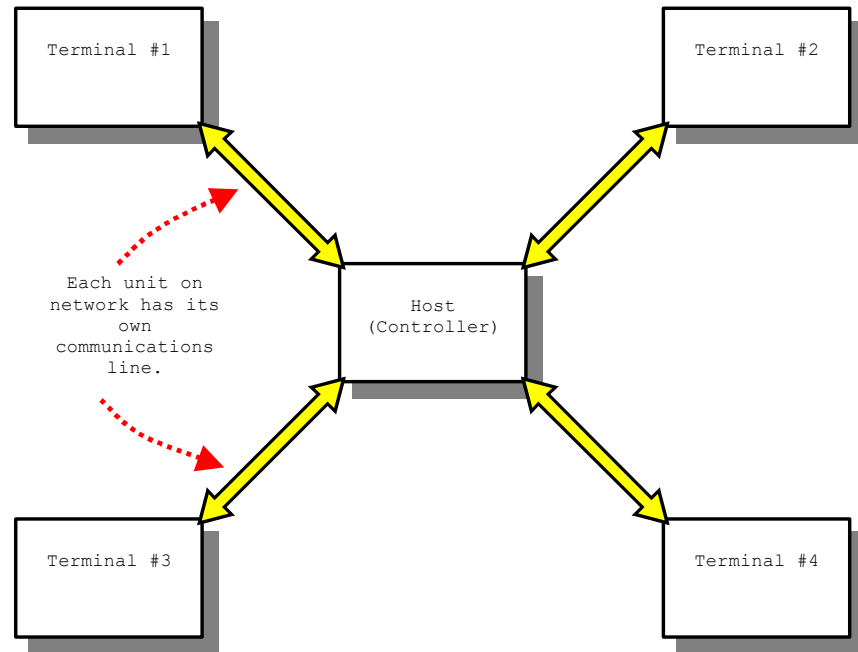 Terminal #1
Terminal #2
Each unit on
network has its
own
communications
line.
Host
(Controller)
Terminal #3
Terminal #4